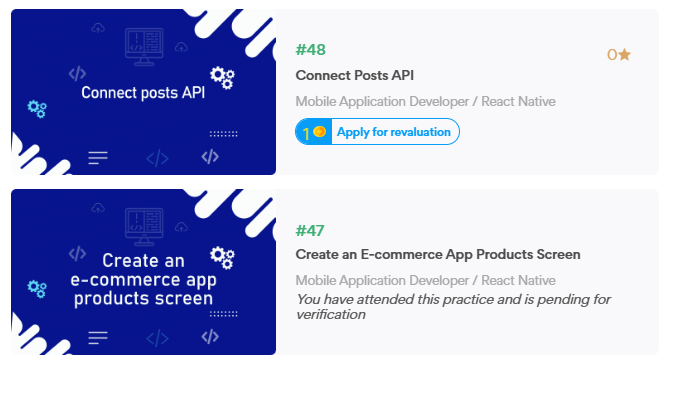 Connect posts API
#48
0
Connect Posts API
Mobile Application Developer / React Native
1 Apply for revaluation
Create an
e-commerce app
products screen
#47
Create an E-commerce App Products Screen
Mobile Application Developer / React Native
You have attended this practice and is pending for
verification